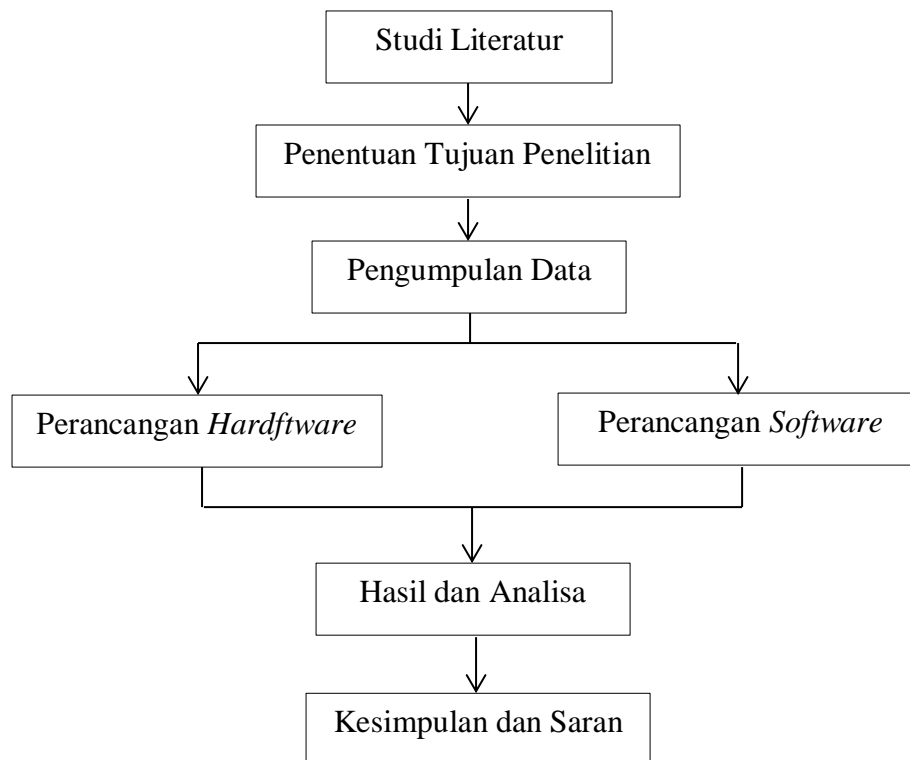 Studi Literatur
Penentuan Tujuan Penelitian
Pengumpulan Data
Perancangan Hardftware
Perancangan Software
Hasil dan Analisa
Kesimpulan dan Saran